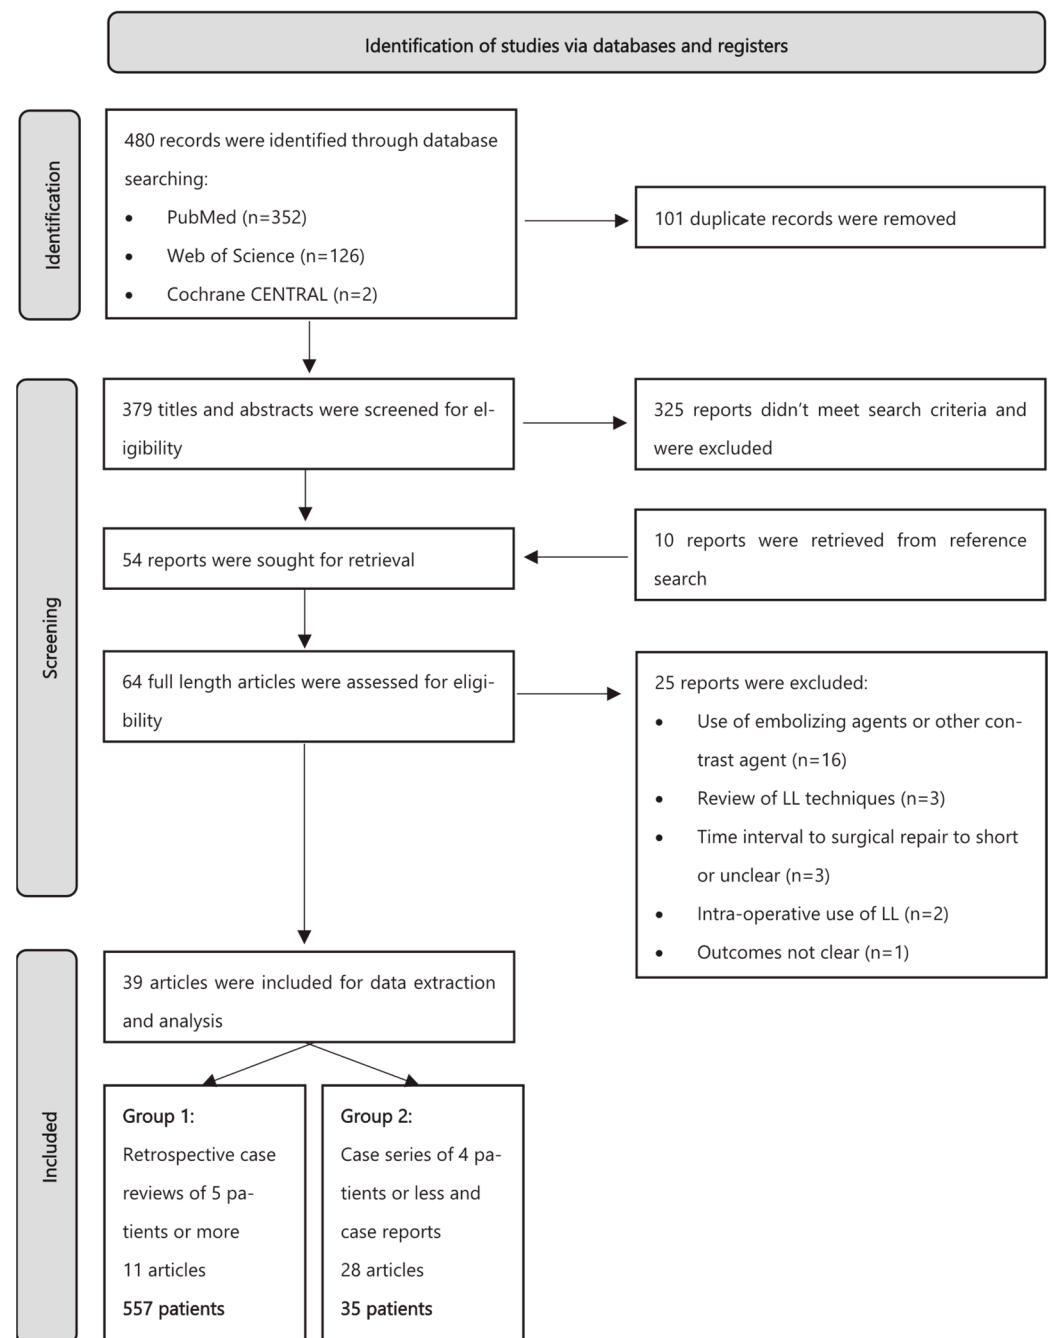 Identification of studies via databases and registers
Identification
480 records were identified through database
searching:
• PubMed (n=352)
• Web of Science (n=126)
• Cochrane CENTRAL (n=2)
101 duplicate records were removed
Screening
379 titles and abstracts were screened for el-
igibility
325 reports didn't meet search criteria and
were excluded
54 reports were sought for retrieval
10 reports were retrieved from reference
search
64 full length articles were assessed for eligi-
bility
25 reports were excluded:
• Use of embolizing agents or other con-
trast agent (n=16)
• Review of LL techniques (n=3)
• Time interval to surgical repair to short
or unclear (n=3)
• Intra-operative use of LL (n=2)
• Outcomes not clear (n=1)
Included
39 articles were included for data extraction
and analysis
Group 1:
Retrospective case
reviews of 5 pa-
tients or more
11 articles
557 patients
Group 2:
Case series of 4 pa-
tients or less and
case reports
28 articles
35 patients